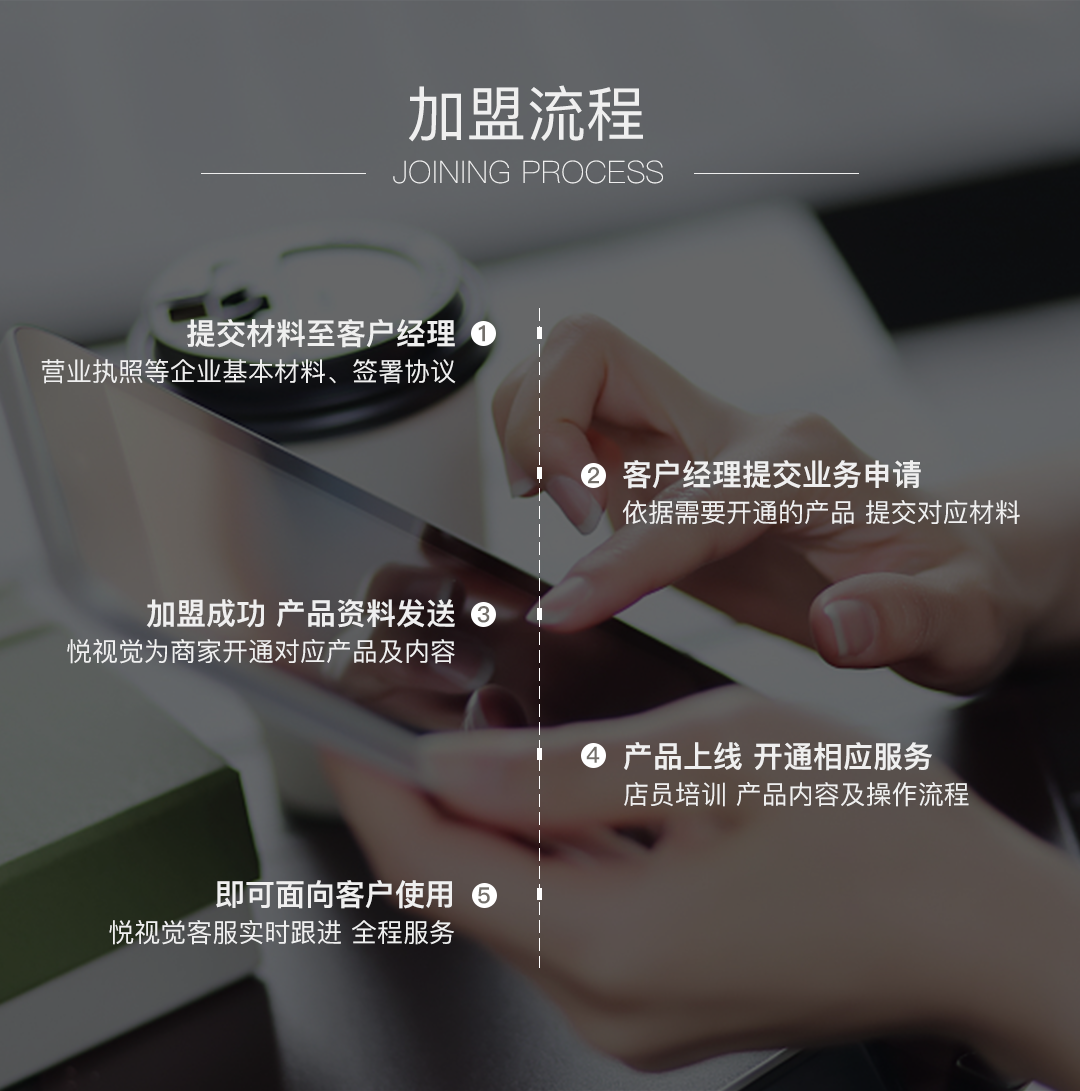 加盟流程
JOINING PROCESS
提交材料至客户经理 1
营业执照等企业基本材料、签署协议
2 客户经理提交业务申请
依据需要开通的产品 提交对应材料
加盟成功 产品资料发送 3
悦视觉为商家开通对应产品及内容
4 产品上线 开通相应服务
店员培训 产品内容及操作流程
即可面向客户使用 5
悦视觉客服实时跟进 全程服务